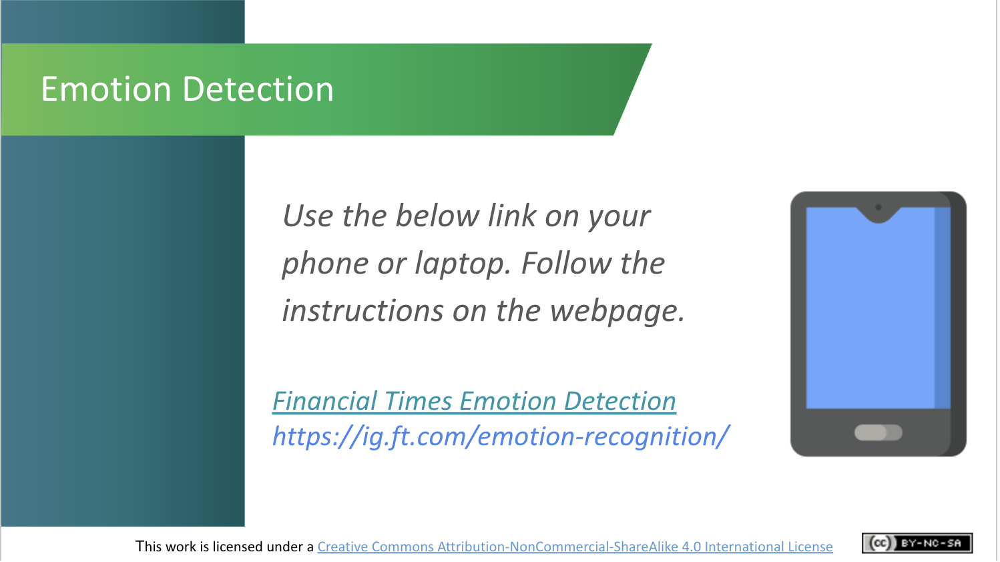 Emotion Detection
Use the below link on your
phone or laptop. Follow the
instructions on the webpage.
Financial Times Emotion Detection
https://ig.ft.com/emotion-recognition/
This work is licensed under a Creative Commons Attribution-NonCommercial-ShareAlike 4.0 International License
cc BY-NC-SA